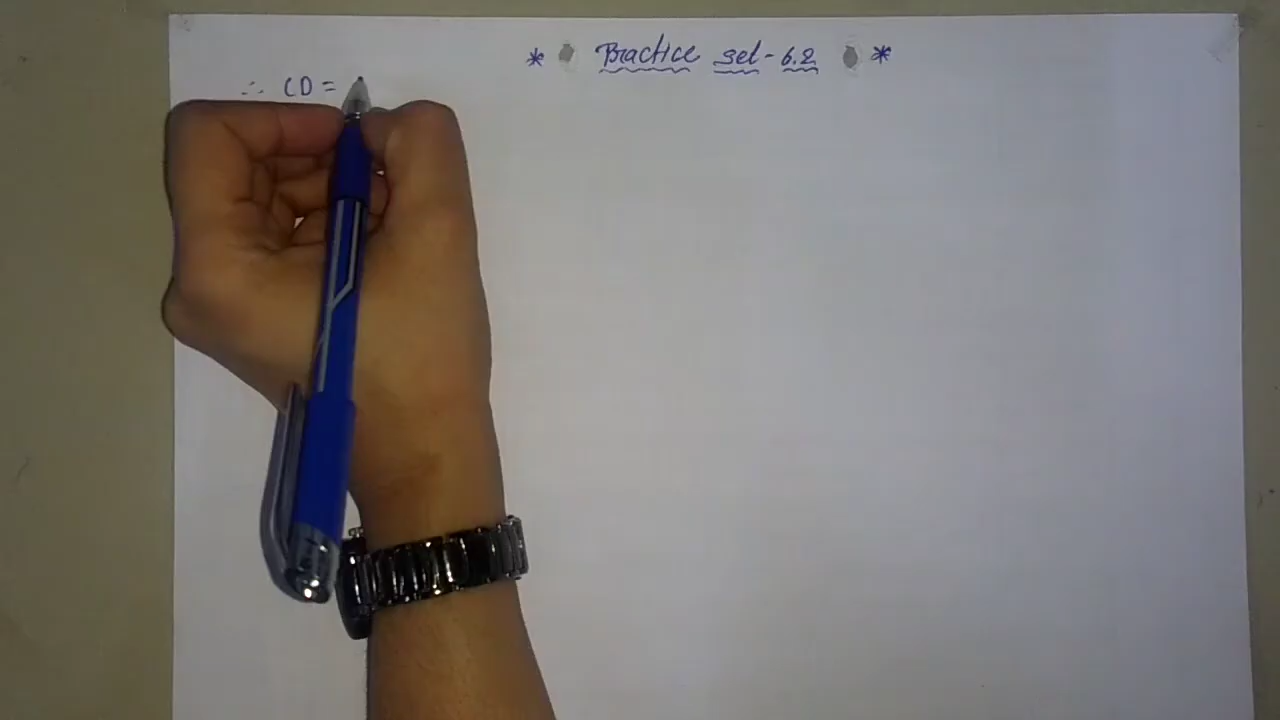 * Practice set - 6.2 *
∴ CD =